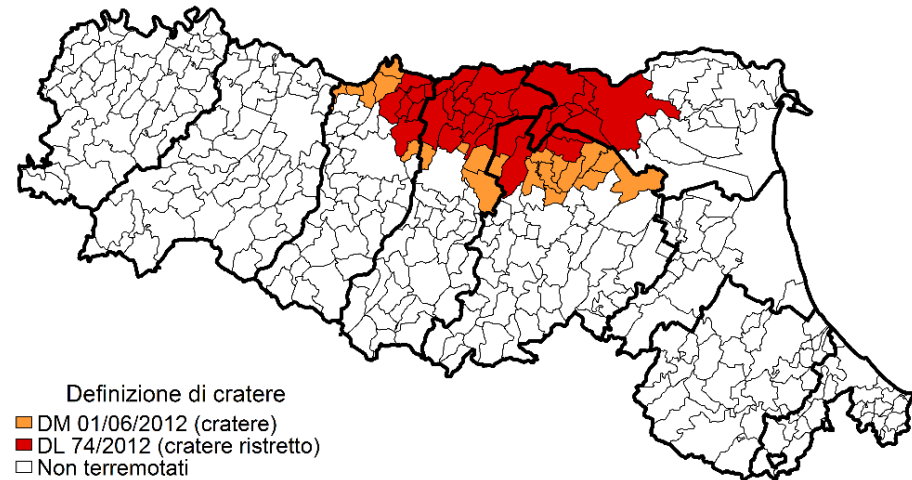 Definizione di cratere
DM 01/06/2012 (cratere)
DL 74/2012 (cratere ristretto)
Non terremotati